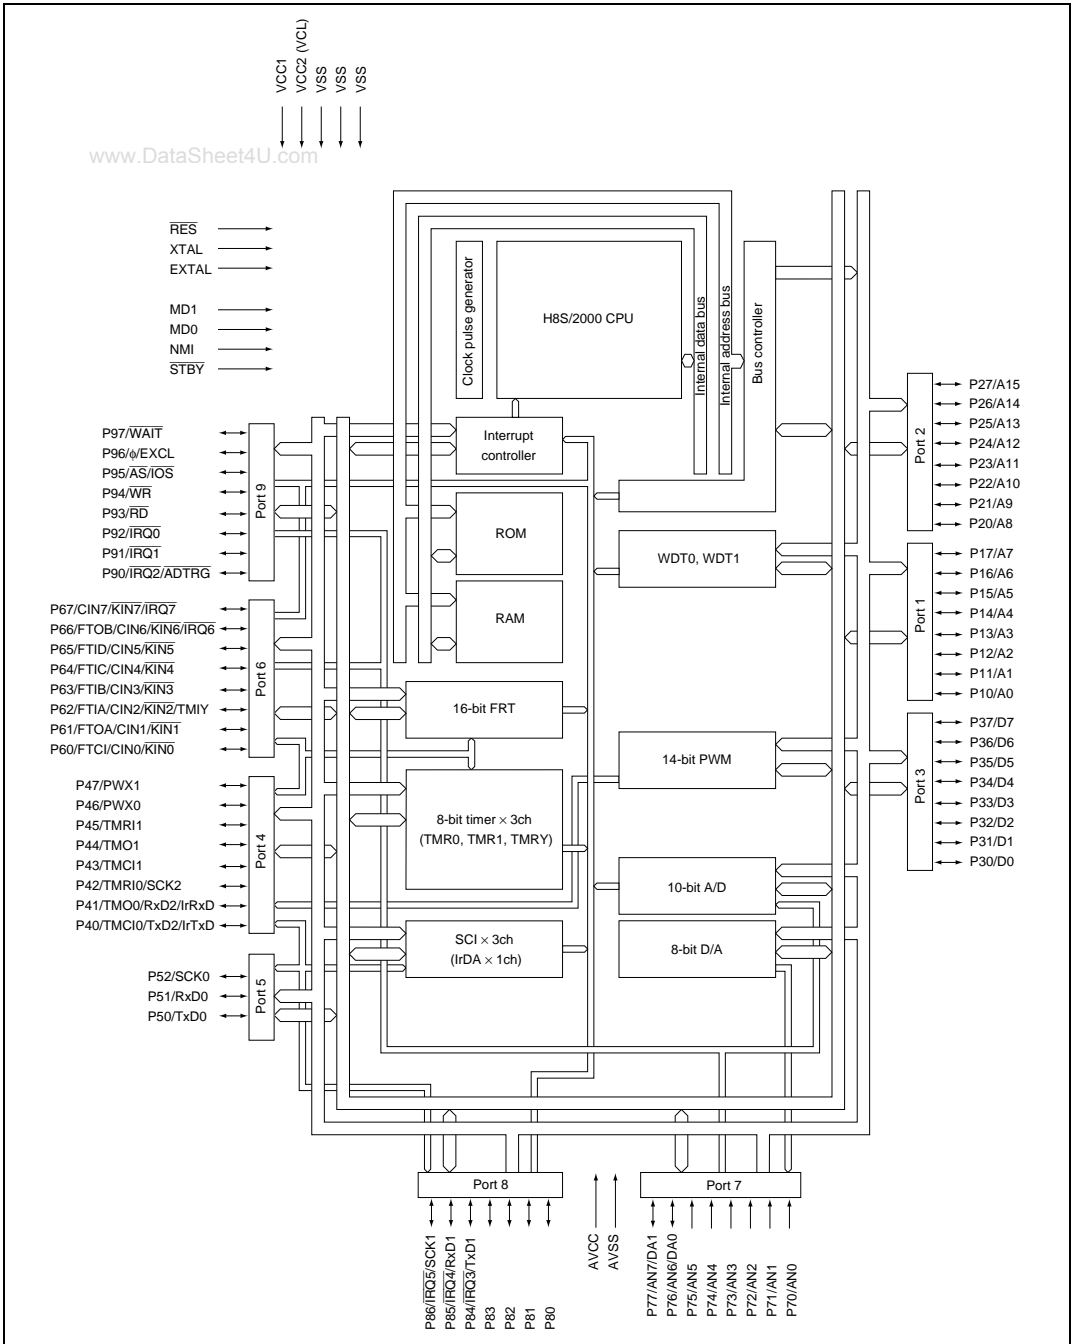 VCC1
VCC2 (VCL)
VSS
VSS
VSS
www.DataSheet4U.com
RES
XTAL
EXTAL
MD1
MD0
NMI
STBY
Clock pulse generator
H8S/2000 CPU
Internal data bus
Internal address bus
Bus controller
Interrupt
controller
ROM
RAM
WDT0, WDT1
16-bit FRT
14-bit PWM
8-bit timer × 3ch
(TMR0, TMR1, TMRY)
10-bit A/D
SCI × 3ch
(IrDA × 1ch)
8-bit D/A
P97/WAIT
P96/φ/EXCL
P95/AS/IOS
P94/WR
P93/RD
P92/IRQ0
P91/IRQ1
P90/IRQ2/ADTRG
Port 9
P67/CIN7/KIN7/IRQ7
P66/FTOB/CIN6/KIN6/IRQ6
P65/FTID/CIN5/KIN5
P64/FTIC/CIN4/KIN4
P63/FTIB/CIN3/KIN3
P62/FTIA/CIN2/KIN2/TMIY
P61/FTOA/CIN1/KIN1
P60/FTCI/CIN0/KIN0
Port 6
P47/PWX1
P46/PWX0
P45/TMRI1
P44/TMO1
P43/TMCI1
P42/TMRI0/SCK2
P41/TMO0/RxD2/IrRxD
P40/TMCI0/TxD2/IrTxD
Port 4
P52/SCK0
P51/RxD0
P50/TxD0
Port 5
Port 2
P27/A15
P26/A14
P25/A13
P24/A12
P23/A11
P22/A10
P21/A9
P20/A8
Port 1
P17/A7
P16/A6
P15/A5
P14/A4
P13/A3
P12/A2
P11/A1
P10/A0
Port 3
P37/D7
P36/D6
P35/D5
P34/D4
P33/D3
P32/D2
P31/D1
P30/D0
Port 8
P86/IRQ5/SCK1
P85/IRQ4/RxD1
P84/IRQ3/TxD1
P83
P82
P81
P80
AVCC
AVSS
Port 7
P77/AN7/DA1
P76/AN6/DA0
P75/AN5
P74/AN4
P73/AN3
P72/AN2
P71/AN1
P70/AN0